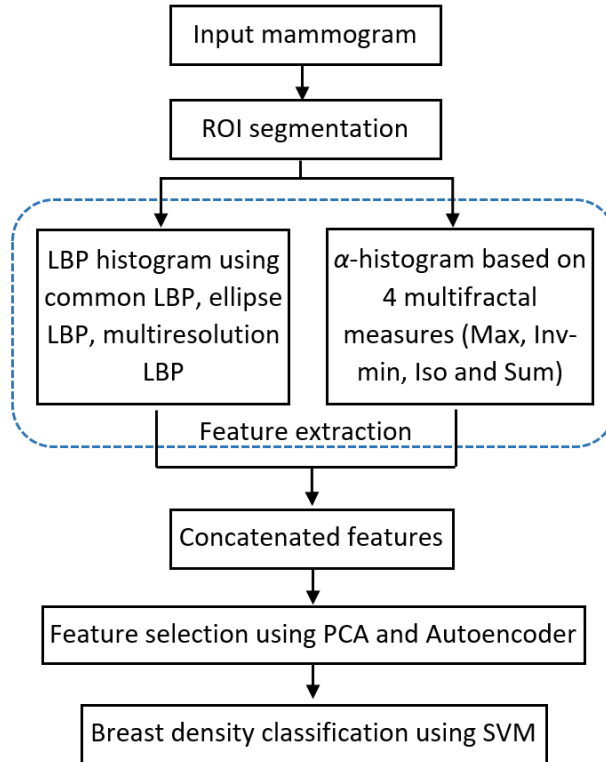 Input mammogram
ROI segmentation
LBP histogram using
common LBP, ellipse
LBP, multiresolution
LBP
α-histogram based on
4 multifractal
measures (Max, Inv-
min, Iso and Sum)
Feature extraction
Concatenated features
Feature selection using PCA and Autoencoder
Breast density classification using SVM